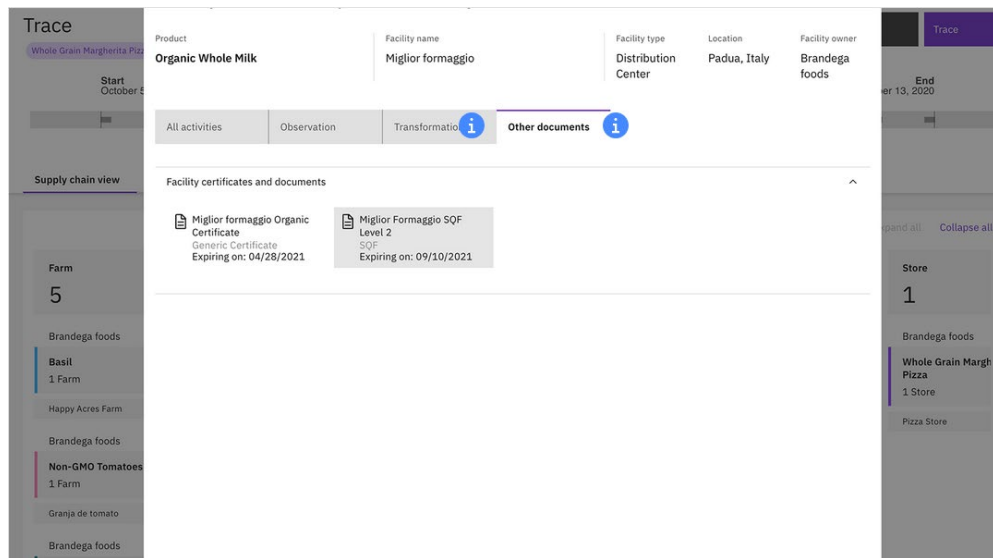 Trace
Whole Grain Margherita Pizz
Start
October 5
Supply chain view
Farm
5
Brandega foods
Basil
1 Farm
Happy Acres Farm
Brandega foods
Non-GMO Tomatoes
1 Farm
Granja de tomato
Brandega foods
Product
Organic Whole Milk
Facility name
Miglior formaggio
Facility type
Distribution
Center
Location
Padua, Italy
Facility owner
Brandega
foods
All activities
Observation
Transformatio
i
Other documents
i
Facility certificates and documents
Miglior formaggio Organic
Certificate
Generic Certificate
Expiring on: 04/28/2021
Miglior Formaggio SQF
Level 2
SQF
Expiring on: 09/10/2021
Trace
End
er 13, 2020
pand all
Collapse all
Store
1
Brandega foods
Whole Grain Margh
Pizza
1 Store
Pizza Store